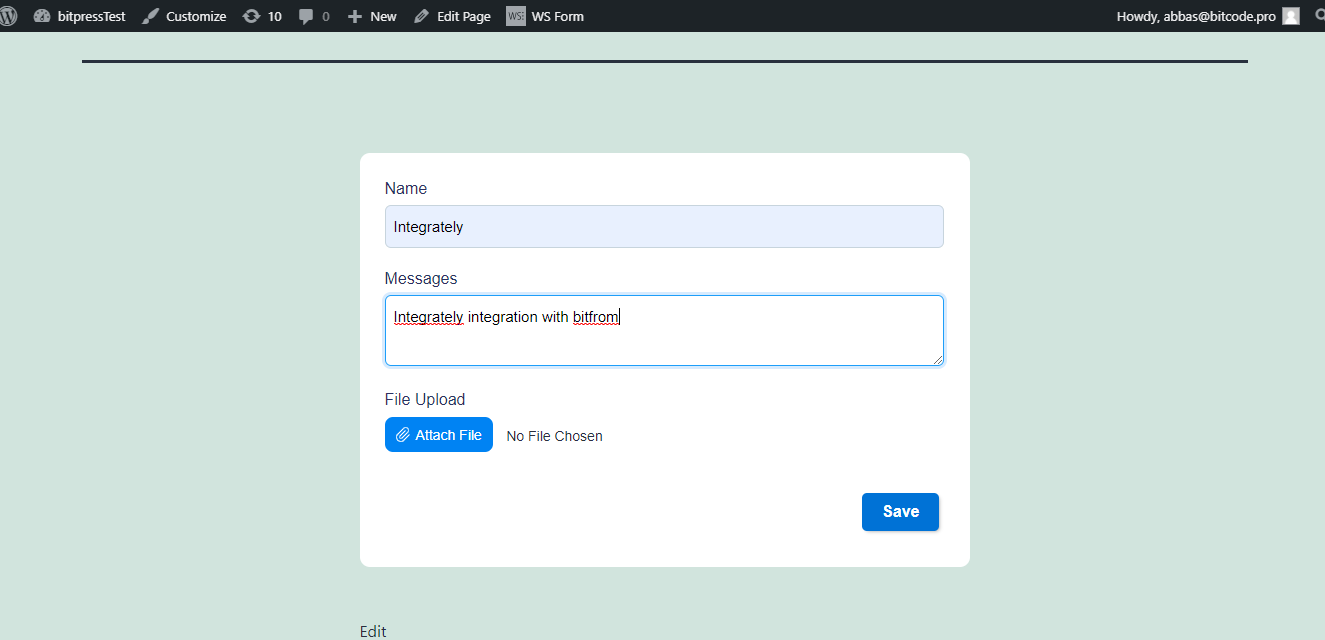 bitpressTest Customize 10 0 New Edit Page WS: WS Form Howdy, abbas@bitcode.pro
Name
Integrately
Messages
Integrately integration with bitfrom
File Upload
Attach File No File Chosen
Save
Edit